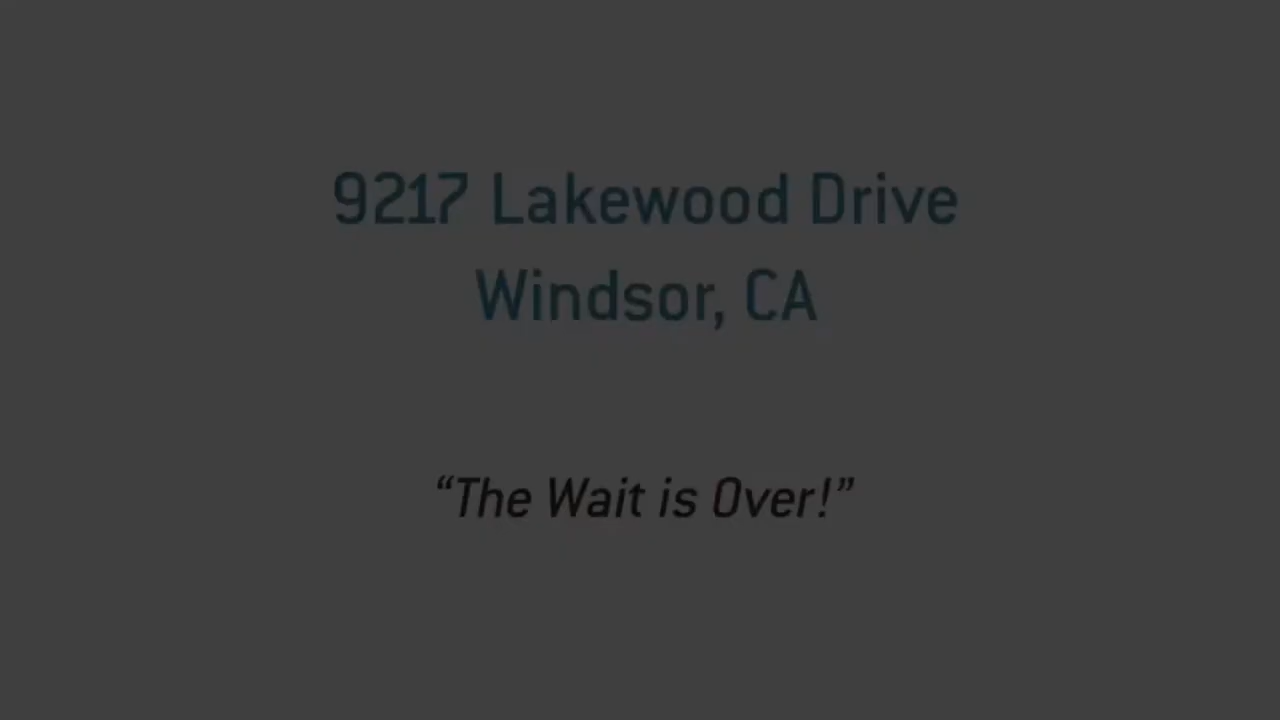 9217 Lakewood Drive
Windsor, CA
“The Wait is Over!”